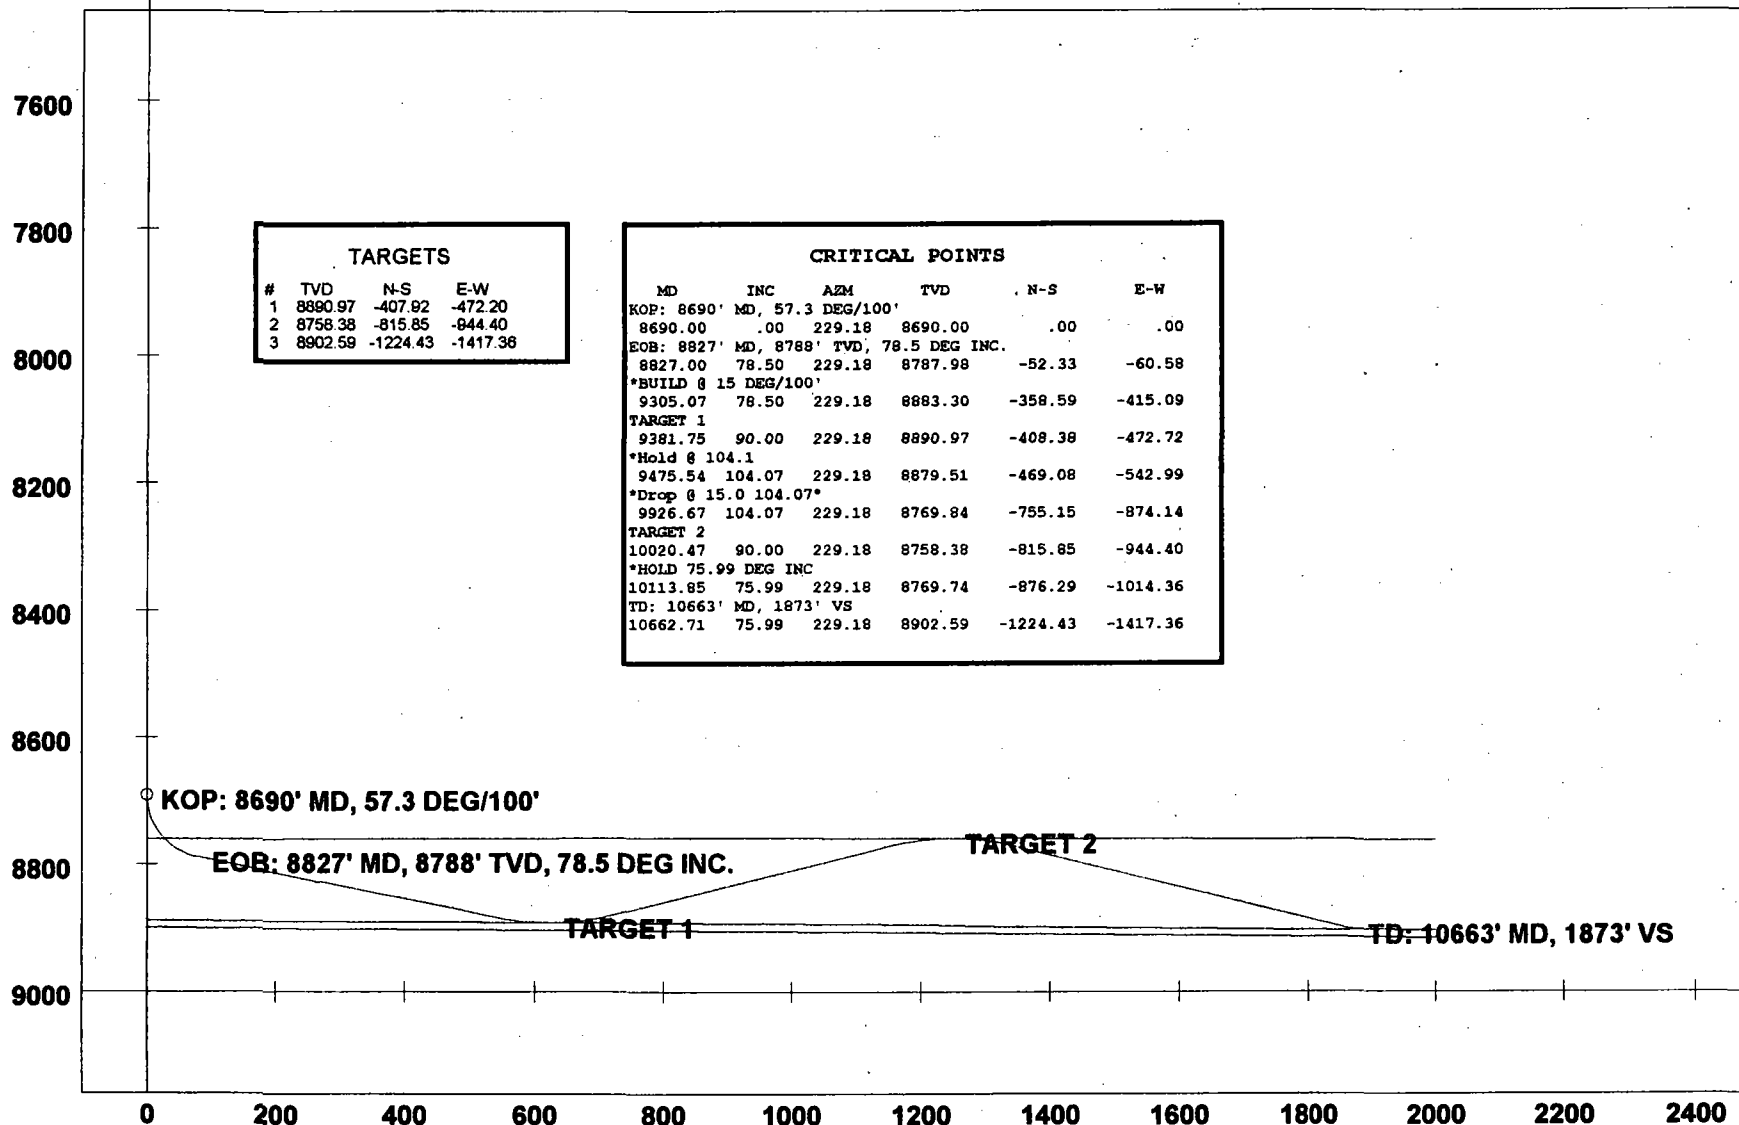 7600
7800
8000
8200
8400
8600
8800
9000
TARGETS
# TVD N-S E-W
1 8890.97 -407.92 -472.20
2 8758.38 -815.85 -944.40
3 8902.59 -1224.43 -1417.36
CRITICAL POINTS
MD INC AZM TVD N-S E-W
KOP: 8690' MD, 57.3 DEG/100'
8690.00 .00 229.18 8690.00 .00 .00
EOB: 8827' MD, 8788' TVD, 78.5 DEG INC.
8827.00 78.50 229.18 8787.98 -52.33 -60.58
*BUILD @ 15 DEG/100'
9305.07 78.50 229.18 8883.30 -358.59 -415.09
TARGET 1
9381.75 90.00 229.18 8890.97 -408.38 -472.72
*Hold @ 104.1
9475.54 104.07 229.18 8879.51 -469.08 -542.99
*Drop @ 15.0 104.07*
9926.67 104.07 229.18 8769.84 -755.15 -874.14
TARGET 2
10020.47 90.00 229.18 8758.38 -815.85 -944.40
*HOLD 75.99 DEG INC
10113.85 75.99 229.18 8769.74 -876.29 -1014.36
TD: 10663' MD, 1873' VS
10662.71 75.99 229.18 8902.59 -1224.43 -1417.36
KOP: 8690' MD, 57.3 DEG/100'
TARGET 2
EOB: 8827' MD, 8788' TVD, 78.5 DEG INC.
TARGET 1
TD: 10663' MD, 1873' VS
0 200 400 600 800 1000 1200 1400 1600 1800 2000 2200 2400